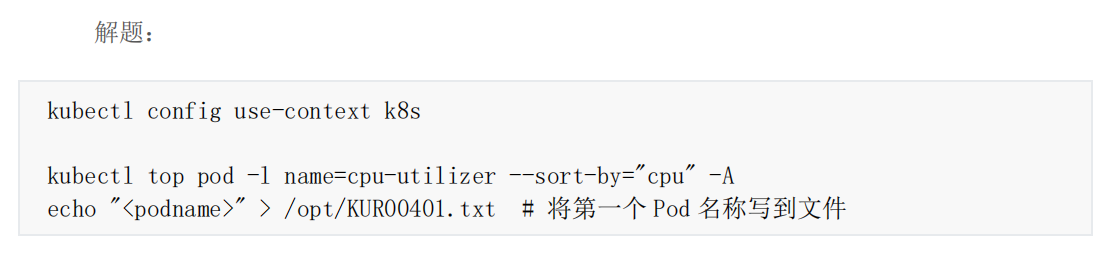 解题：
kubectl config use-context k8s
kubectl top pod -l name=cpu-utilizer --sort-by="cpu" -A
echo "<podname>" > /opt/KUR00401.txt  # 将第一个 Pod 名称写到文件